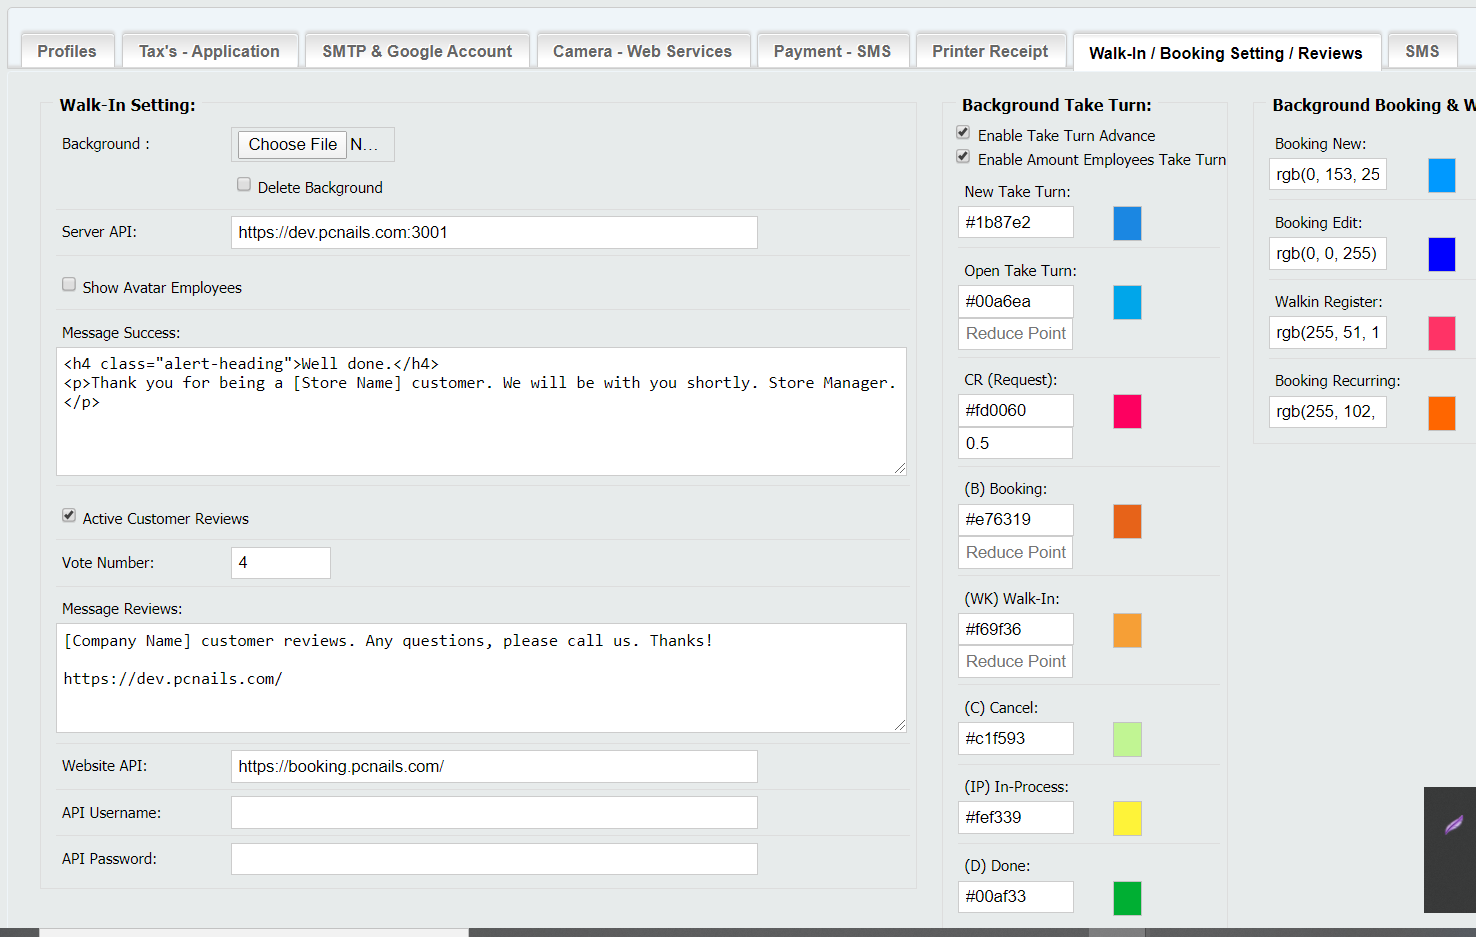 Profiles
Tax's - Application
SMTP & Google Account
Camera - Web Services
Payment - SMS
Printer Receipt
Walk-In / Booking Setting / Reviews
SMS
Walk-In Setting:
Background :
Choose File N...
Delete Background
Server API:
https://dev.pcnails.com:3001
Show Avatar Employees
Message Success:
<h4 class="alert-heading">Well done.</h4>
<p>Thank you for being a [Store Name] customer. We will be with you shortly. Store Manager.
</p>
Active Customer Reviews
Vote Number:
4
Message Reviews:
[Company Name] customer reviews. Any questions, please call us. Thanks!
https://dev.pcnails.com/
Website API:
https://booking.pcnails.com/
API Username:
API Password:
Background Take Turn:
Enable Take Turn Advance
Enable Amount Employees Take Turn
New Take Turn:
#1b87e2
Open Take Turn:
#00a6ea
Reduce Point
CR (Request):
#fd0060
0.5
(B) Booking:
#e76319
Reduce Point
(WK) Walk-In:
#f69f36
Reduce Point
(C) Cancel:
#c1f593
(IP) In-Process:
#fef339
(D) Done:
#00af33
Background Booking & W
Booking New:
rgb(0, 153, 25
Booking Edit:
rgb(0, 0, 255)
Walkin Register:
rgb(255, 51, 1
Booking Recurring:
rgb(255, 102,